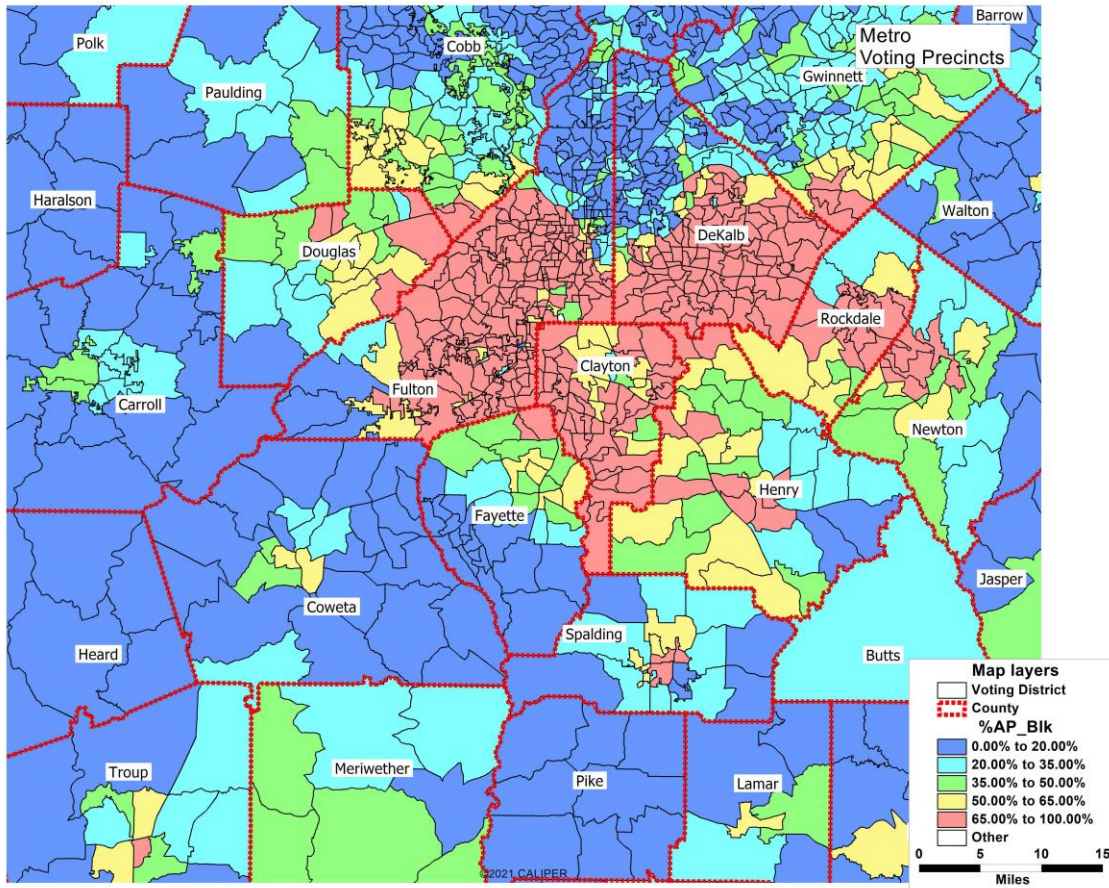 Metro
Voting Precincts
Barrow
Polk
Cobb
Gwinnett
Paulding
Haralson
Walton
DeKalb
Douglas
Rockdale
Clayton
Fulton
Carroll
Newton
Henry
Fayette
Jasper
Coweta
Spalding
Heard
Butts
Troup
Meriwether
Pike
Lamar
©2021 CALIPER
Map layers
Voting District
County
%AP_Blk
0.00% to 20.00%
20.00% to 35.00%
35.00% to 50.00%
50.00% to 65.00%
65.00% to 100.00%
Other
0 5 10 15
Miles